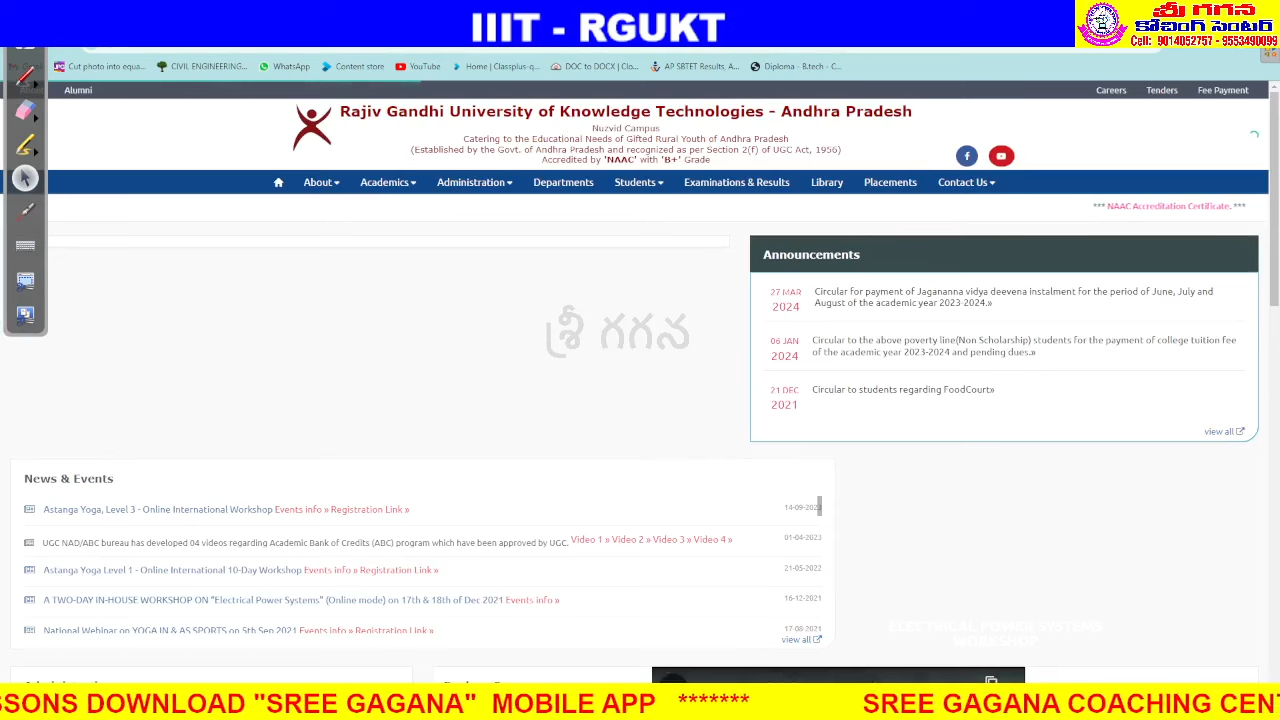 IIIT - RGUKT
శ్రీ గగన
కోచింగ్ సెంటర్
Cell: 9014052757 - 9553490099
Cut photo into equa...
CIVIL ENGINEERING...
WhatsApp
Content store
YouTube
Home | Classplus-q...
DOC to DOCX | Clo...
AP SBTET Results, A...
Diploma - B.tech - C...
Alumni
Careers
Tenders
Fee Payment
Rajiv Gandhi University of Knowledge Technologies - Andhra Pradesh
Nuzvid Campus
Catering to the Educational Needs of Gifted Rural Youth of Andhra Pradesh
(Established by the Govt. of Andhra Pradesh and recognized as per Section 2(f) of UGC Act, 1956)
Accredited by 'NAAC' with 'B+' Grade
About
Academics
Administration
Departments
Students
Examinations & Results
Library
Placements
Contact Us
*** NAAC Accreditation Certificate. ***
Announcements
27 MAR 2024
Circular for payment of Jagananna vidya deevena instalment for the period of June, July and
August of the academic year 2023-2024.»
06 JAN 2024
Circular to the above poverty line(Non Scholarship) students for the payment of college tuition fee
of the academic year 2023-2024 and pending dues.»
21 DEC 2021
Circular to students regarding FoodCourt»
view all
శ్రీ గగన
News & Events
Astanga Yoga, Level 3 - Online International Workshop Events info » Registration Link »
UGC NAD/ABC bureau has developed 04 videos regarding Academic Bank of Credits (ABC) program which have been approved by UGC. Video 1 » Video 2 » Video 3 » Video 4 » 01-04-2023
Astanga Yoga Level 1 - Online International 10-Day Workshop Events info » Registration Link » 21-05-2022
A TWO-DAY IN-HOUSE WORKSHOP ON "Electrical Power Systems" (Online mode) on 17th & 18th of Dec 2021 Events info » 16-12-2021
National Webinar on YOGA IN & AS SPORTS on 5th Sep 2021 Events info » Registration Link » 17-08-2021
view all
ELECTRICAL POWER SYSTEMS
WORKSHOP
SSONS DOWNLOAD "SREE GAGANA" MOBILE APP ******* SREE GAGANA COACHING CENT